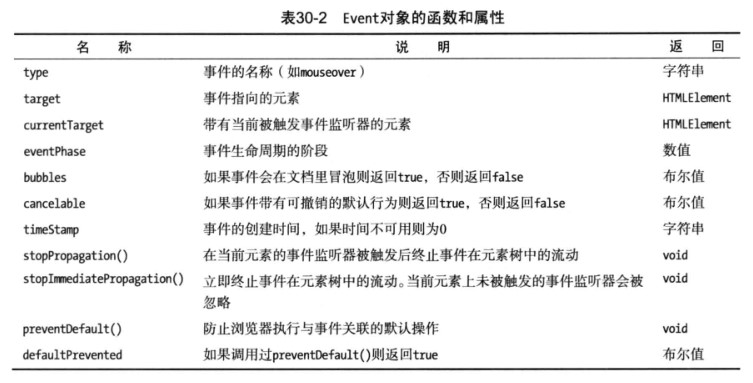 表30-2 Event对象的函数和属性
名 称 说 明 返 回
type 事件的名称（如mouseover） 字符串
target 事件指向的元素 HTMLElement
currentTarget 带有当前被触发事件监听器的元素 HTMLElement
eventPhase 事件生命周期的阶段 数值
bubbles 如果事件会在文档里冒泡则返回true，否则返回false 布尔值
cancelable 如果事件带有可撤销的默认行为则返回true，否则返回false 布尔值
timeStamp 事件的创建时间，如果时间不可用则为0 字符串
stopPropagation() 在当前元素的事件监听器被触发后终止事件在元素树中的流动 void
stopImmediatePropagation() 立即终止事件在元素树中的流动。当前元素上未被触发的事件监听器会被 void
忽略
preventDefault() 防止浏览器执行与事件关联的默认操作 void
defaultPrevented 如果调用过preventDefault()则返回true 布尔值